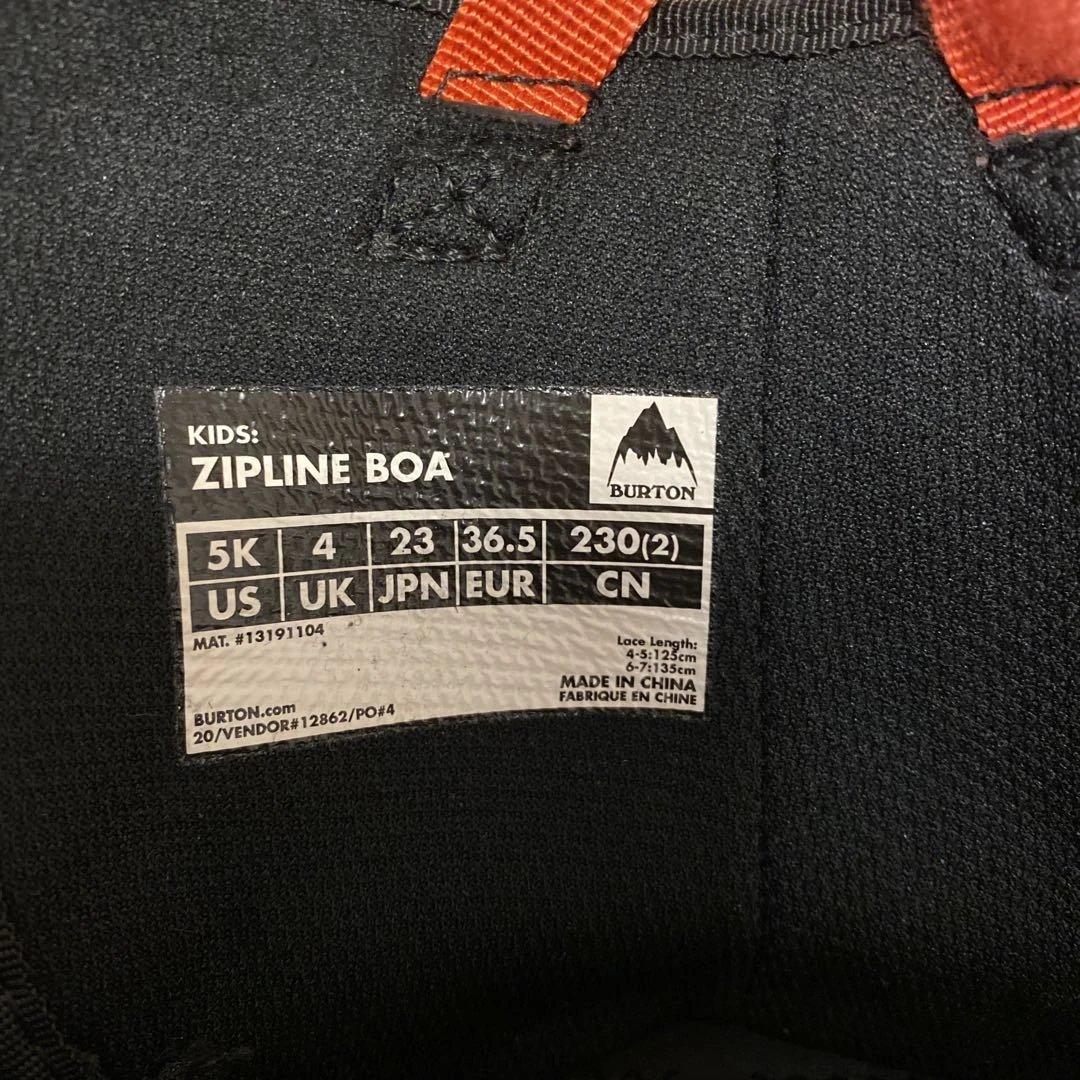 KIDS:
ZIPLINE BOA
BURTON
5K 4 23 36.5 230(2)
US UK JPN EUR CN
MAT. #13191104
Lace Length:
4-5:125cm
6-7:135cm
MADE IN CHINA
FABRIQUE EN CHINE
BURTON.com
20/VENDOR#12862/PO#4